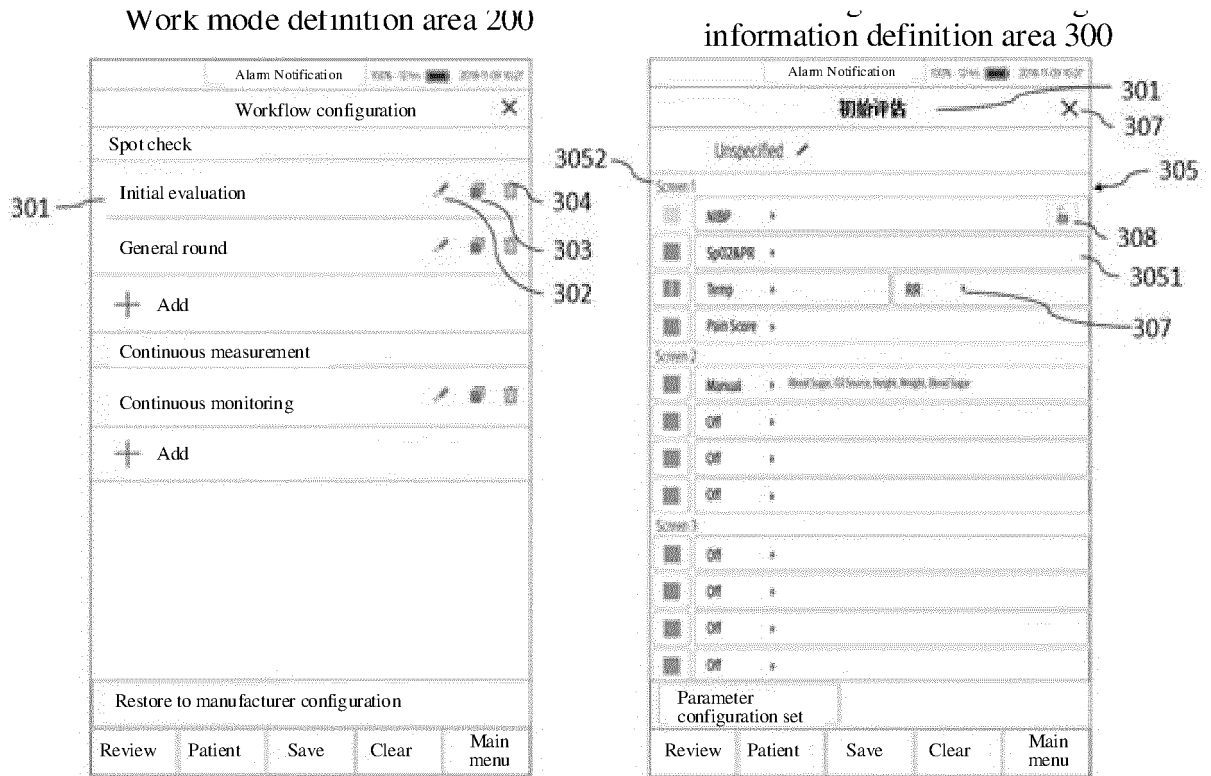 Work mode definition area 200
information definition area 300
Alarm Notification
Workflow configuration ×
Spot check
Initial evaluation
General round
+ Add
Continuous measurement
Continuous monitoring
+ Add
Restore to manufacturer configuration
Review Patient Save Clear Main menu
301
304
303
302
Alarm Notification
初始评估 ×
Unspecified
Screen 1
NIBP
SpO2&PR
Temp RR
Pain Score
Screen 2
Manual
Off
Off
Off
Screen 3
Off
Off
Off
Off
Parameter
configuration set
Review Patient Save Clear Main menu
3052
301
307
305
308
3051
307